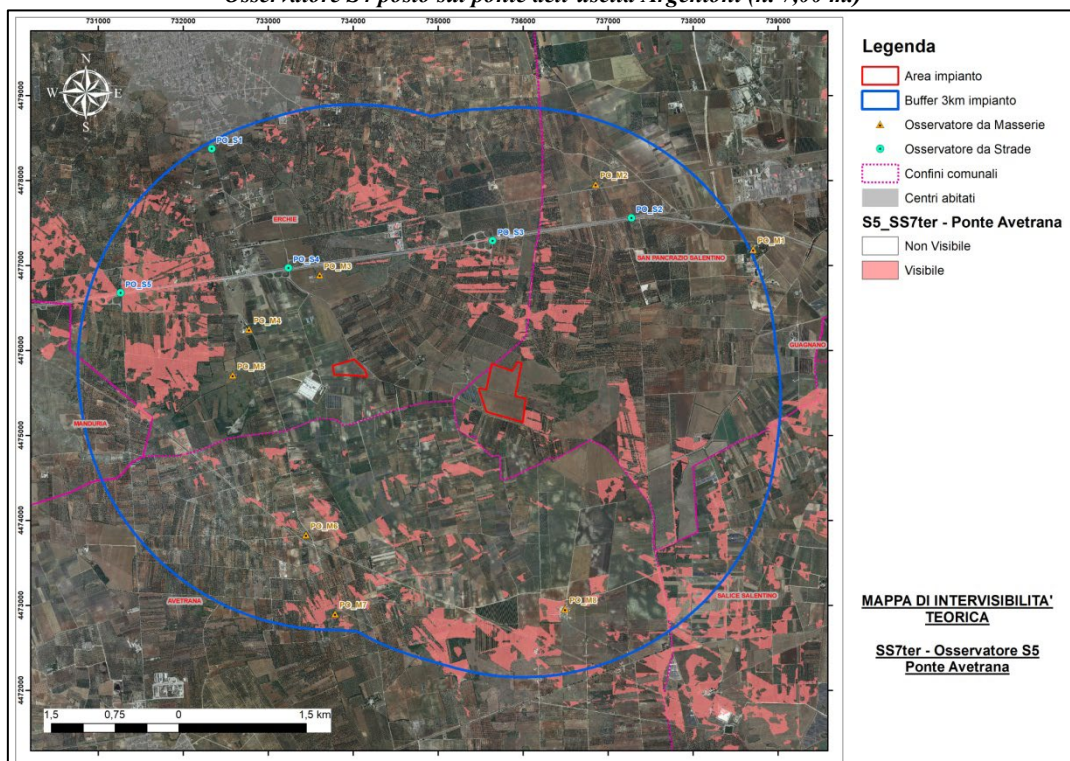 Osservatore S4 posto sul ponte dell'uscita Argentoni (h. 7,00 m.)
731000 732000 733000 734000 735000 736000 737000 738000 739000
4479000
4478000
4477000
4476000
4475000
4474000
4473000
4472000
N
W E
S
PO_S1
PO_M2
PO_S2
ERCHIE
PO_S3
PO_M1
SAN PANCRAZIO SALENTINO
PO_S4
PO_M3
PO_S5
PO_M4
GUAGNANO
PO_M5
MANDURIA
PO_M6
AVETRANA
PO_M7
PO_M8
SALICE SALENTINO
1,5 0,75 0 1,5 km
Legenda
Area impianto
Buffer 3km impianto
Osservatore da Masserie
Osservatore da Strade
Confini comunali
Centri abitati
S5_SS7ter - Ponte Avetrana
Non Visibile
Visibile
MAPPA DI INTERVISIBILITA'
TEORICA
SS7ter - Osservatore S5
Ponte Avetrana